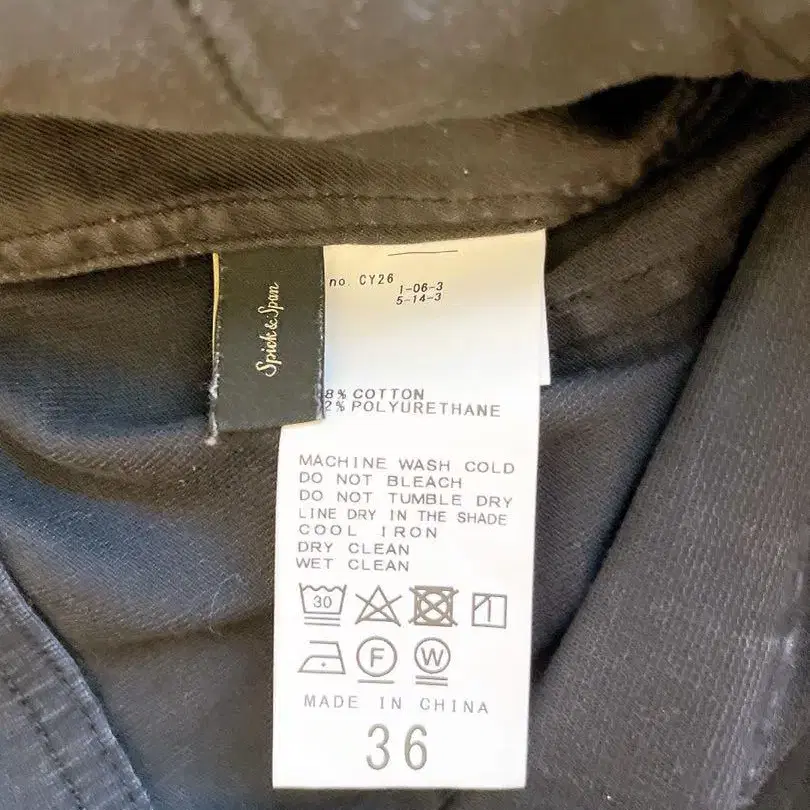 Spick & Span
no. CY26
1-06-3
5-14-3
8% COTTON
2% POLYURETHANE
MACHINE WASH COLD
DO NOT BLEACH
DO NOT TUMBLE DRY
LINE DRY IN THE SHADE
COOL IRON
DRY CLEAN
WET CLEAN
30
F W
MADE IN CHINA
36